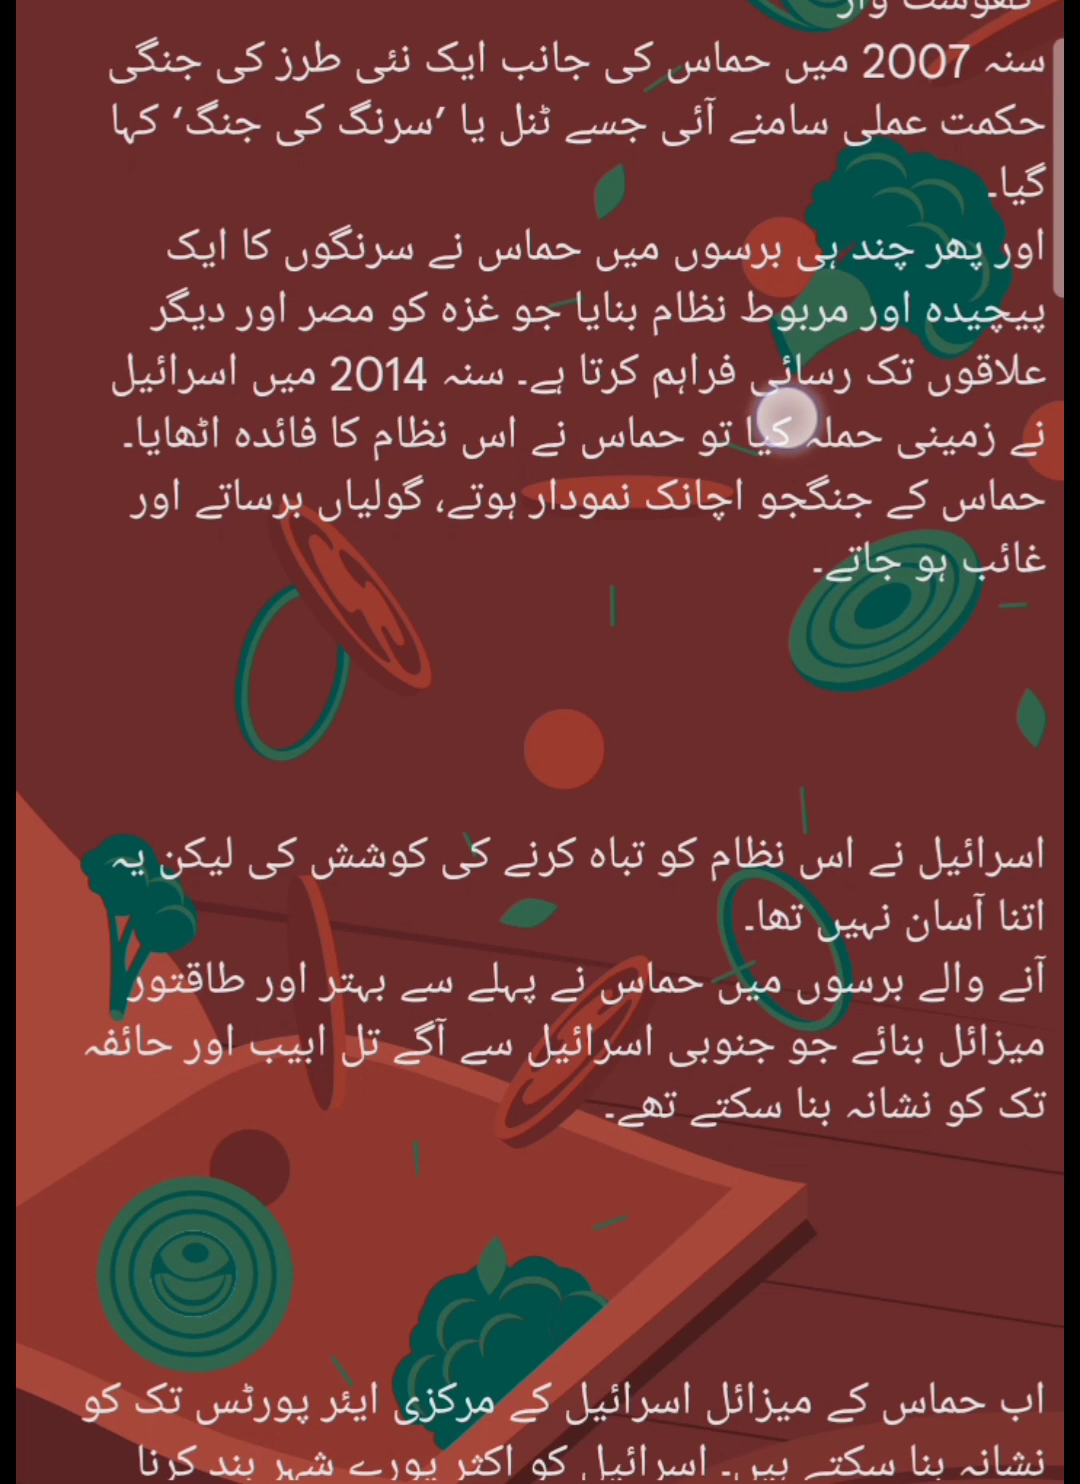 سنہ 2007 میں حماس کی جانب ایک نئی طرز کی جنگی
حکمت عملی سامنے آئی جسے ٹنل یا ’سرنگ کی جنگ‘ کہا
گیا۔
اور پھر چند ہی برسوں میں حماس نے سرنگوں کا ایک
پیچیدہ اور مربوط نظام بنایا جو غزہ کو مصر اور دیگر
علاقوں تک رسائی فراہم کرتا ہے۔ سنہ 2014 میں اسرائیل
نے زمینی حملہ کیا تو حماس نے اس نظام کا فائدہ اٹھایا۔
حماس کے جنگجو اچانک نمودار ہوتے، گولیاں برساتے اور
غائب ہو جاتے۔
اسرائیل نے اس نظام کو تباہ کرنے کی کوشش کی لیکن یہ
اتنا آسان نہیں تھا۔
آنے والے برسوں میں حماس نے پہلے سے بہتر اور طاقتور
میزائل بنائے جو جنوبی اسرائیل سے آگے تل ابیب اور حائفہ
تک کو نشانہ بنا سکتے تھے۔
اب حماس کے میزائل اسرائیل کے مرکزی ایئر پورٹس تک کو
نشانہ بنا سکتے ہیں۔ اسرائیل کو اکثر پورے شہر بند کرنا